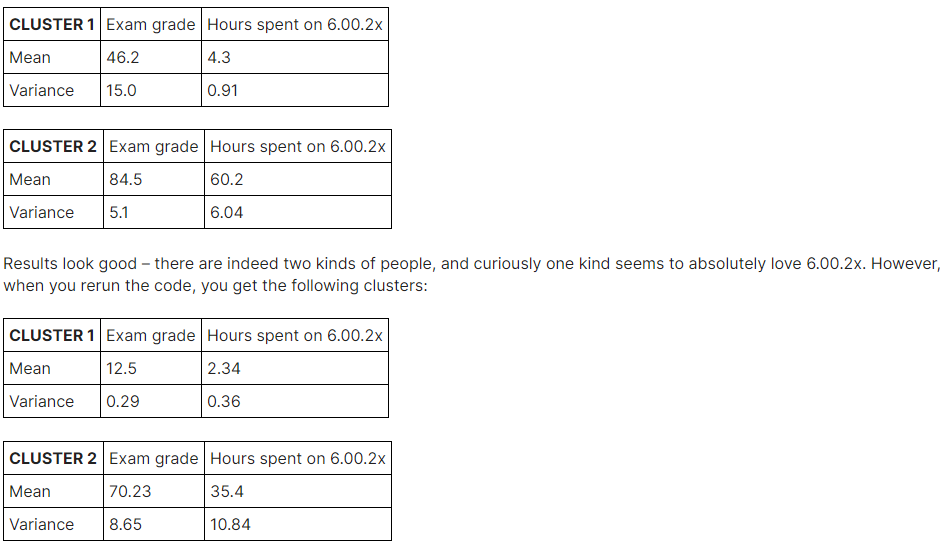 CLUSTER 1 Exam grade Hours spent on 6.00.2x
Mean 46.2 4.3
Variance 15.0 0.91
CLUSTER 2 Exam grade Hours spent on 6.00.2x
Mean 84.5 60.2
Variance 5.1 6.04
Results look good – there are indeed two kinds of people, and curiously one kind seems to absolutely love 6.00.2x. However,
when you rerun the code, you get the following clusters:
CLUSTER 1 Exam grade Hours spent on 6.00.2x
Mean 12.5 2.34
Variance 0.29 0.36
CLUSTER 2 Exam grade Hours spent on 6.00.2x
Mean 70.23 35.4
Variance 8.65 10.84